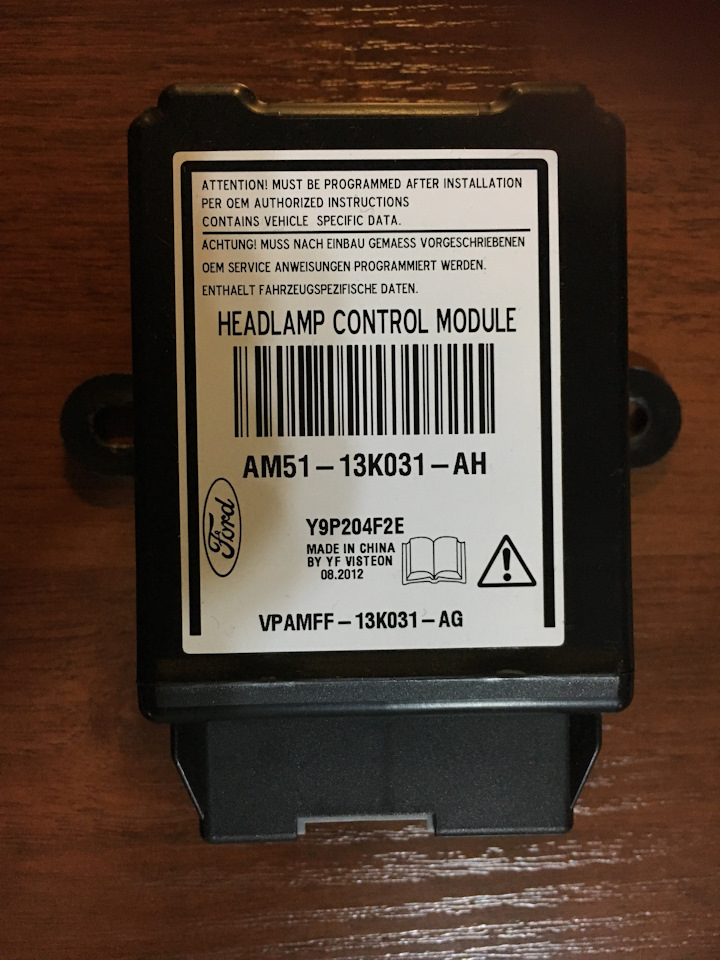 ATTENTION! MUST BE PROGRAMMED AFTER INSTALLATION
PER OEM AUTHORIZED INSTRUCTIONS
CONTAINS VEHICLE SPECIFIC DATA.
ACHTUNG! MUSS NACH EINBAU GEMAESS VORGESCHRIEBENEN
OEM SERVICE ANWEISUNGEN PROGRAMMIERT WERDEN.
ENTHAELT FAHRZEUGSPEZIFISCHE DATEN.
HEADLAMP CONTROL MODULE
AM51-13K031-AH
Ford
Y9P204F2E
MADE IN CHINA
BY YF VISTEON
08.2012
VPAMFF-13K031-AG